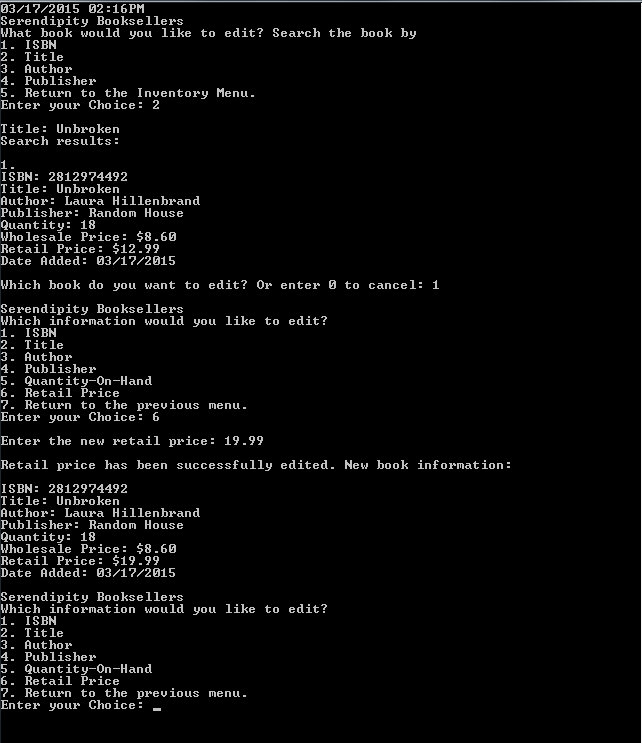 03/17/2015 02:16PM
Serendipity Booksellers
What book would you like to edit? Search the book by
1. ISBN
2. Title
3. Author
4. Publisher
5. Return to the Inventory Menu.
Enter your Choice: 2
Title: Unbroken
Search results:
1.
ISBN: 2812974492
Title: Unbroken
Author: Laura Hillenbrand
Publisher: Random House
Quantity: 18
Wholesale Price: $8.60
Retail Price: $12.99
Date Added: 03/17/2015
Which book do you want to edit? Or enter 0 to cancel: 1
Serendipity Booksellers
Which information would you like to edit?
1. ISBN
2. Title
3. Author
4. Publisher
5. Quantity-On-Hand
6. Retail Price
7. Return to the previous menu.
Enter your Choice: 6
Enter the new retail price: 19.99
Retail price has been successfully edited. New book information:
ISBN: 2812974492
Title: Unbroken
Author: Laura Hillenbrand
Publisher: Random House
Quantity: 18
Wholesale Price: $8.60
Retail Price: $19.99
Date Added: 03/17/2015
Serendipity Booksellers
Which information would you like to edit?
1. ISBN
2. Title
3. Author
4. Publisher
5. Quantity-On-Hand
6. Retail Price
7. Return to the previous menu.
Enter your Choice: _